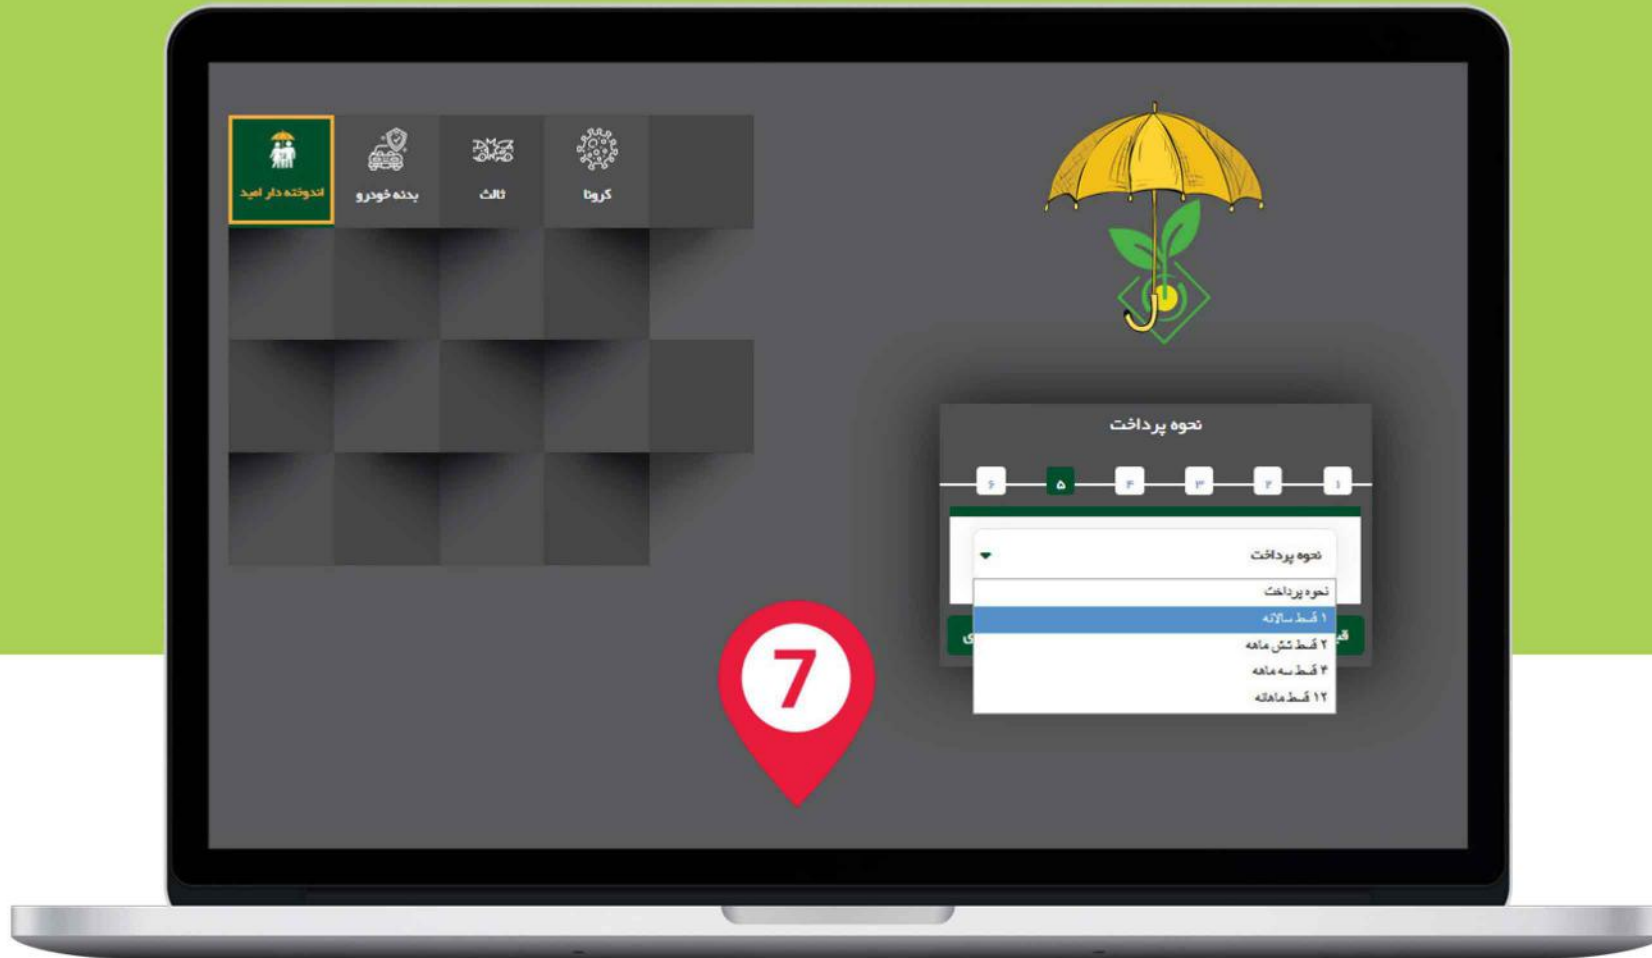 اندوخته دار امید
بدنه خودرو
ثالث
کرونا
نحوه پرداخت
۱ ۲ ۳ ۴ ۵ ۶
نحوه پرداخت
نحوه پرداخت
۱ قسط سالانه
۲ قسط شش ماهه
۴ قسط سه ماهه
۱۲ قسط ماهانه
7